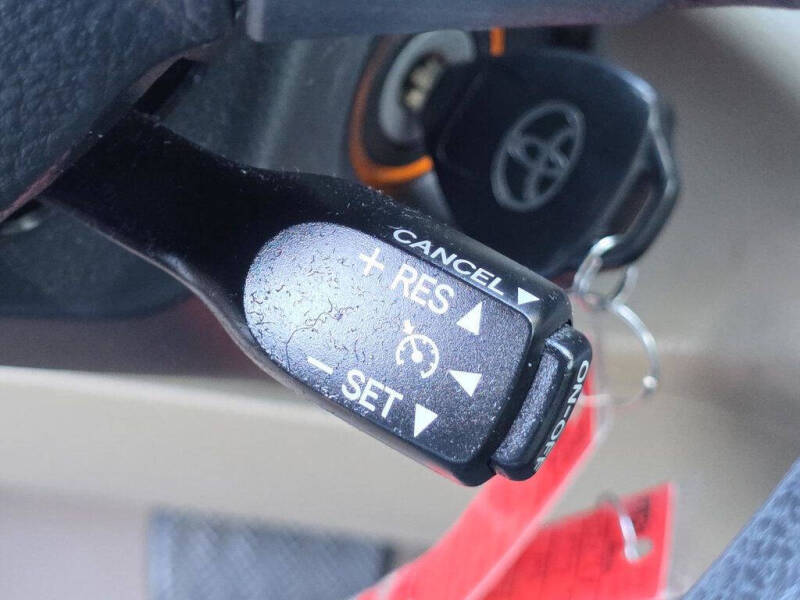 CANCEL
+ RES
- SET
ON-OFF